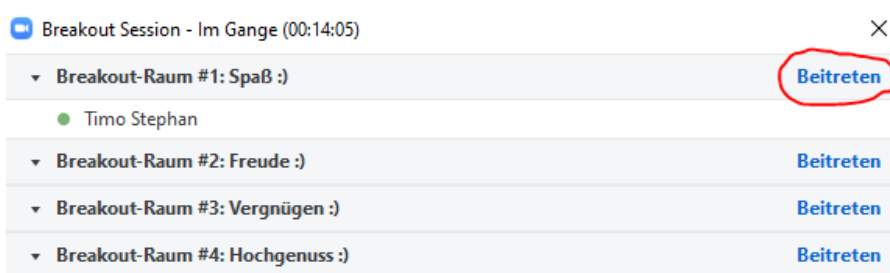 Breakout Session - Im Gange (00:14:05)
Breakout-Raum #1: Spaß :) Beitreten
Timo Stephan
Breakout-Raum #2: Freude :) Beitreten
Breakout-Raum #3: Vergnügen :) Beitreten
Breakout-Raum #4: Hochgenuss :) Beitreten